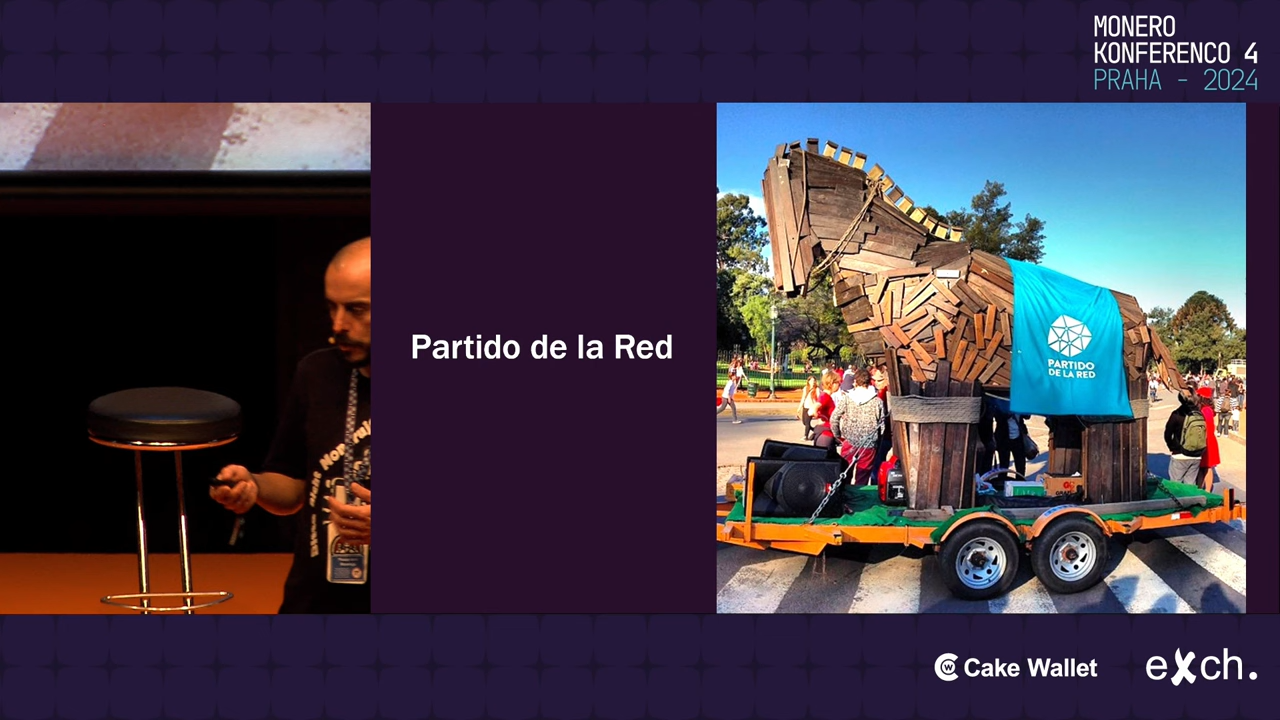 MONERO
KONFERENCO 4
PRAHA - 2024
Partido de la Red
PARTIDO
DE LA RED
Cake Wallet
exch.